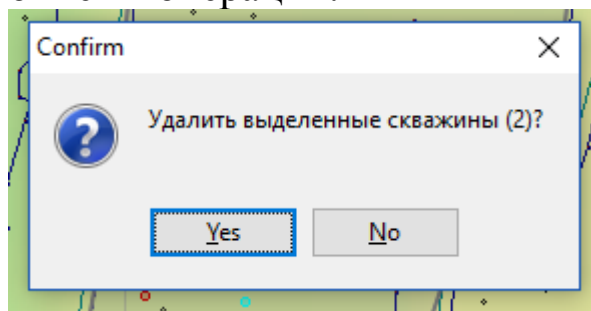 Confirm
Удалить выделенные скважины (2)?
Yes
No